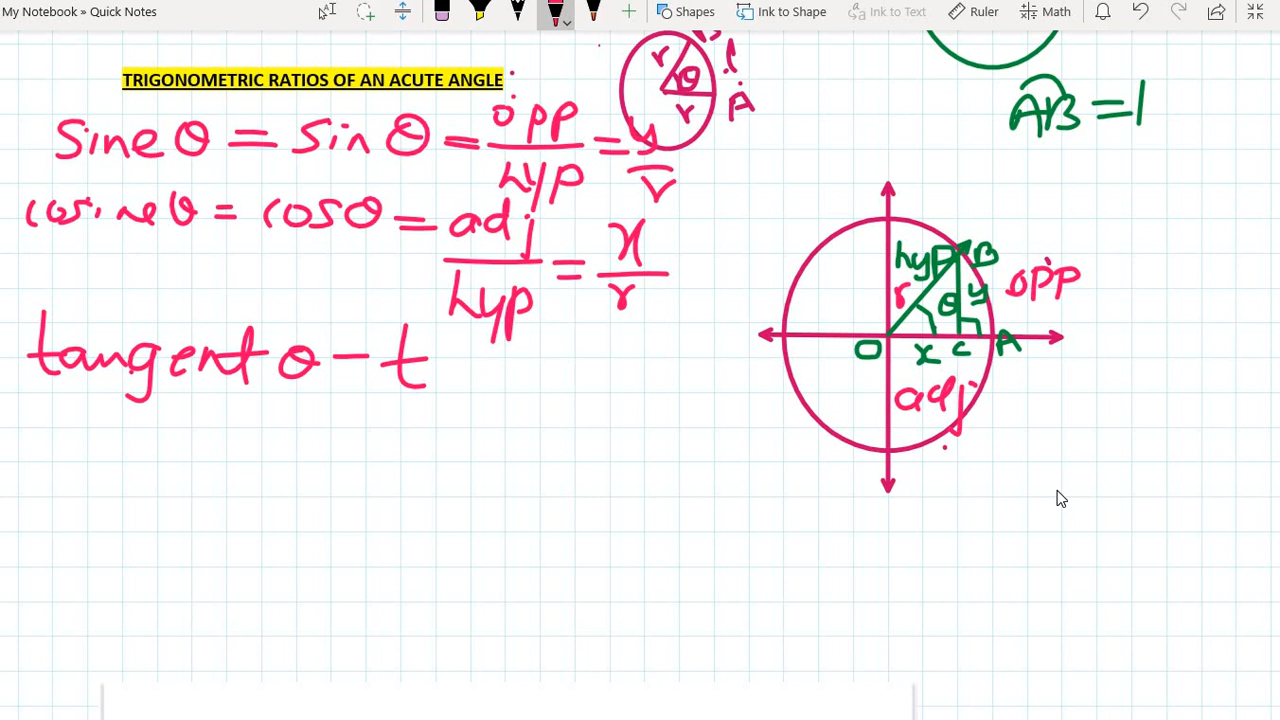 My Notebook » Quick Notes
Shapes
Ink to Shape
Ink to Text
Ruler
Math
TRIGONOMETRIC RATIOS OF AN ACUTE ANGLE
r θ r A
AB = l
sine θ = sin θ = opp/hyp = y/r
cosine θ = cos θ = adj/hyp = x/r
tangent θ - t
hyp B
r θ y opp
O x C A
adj